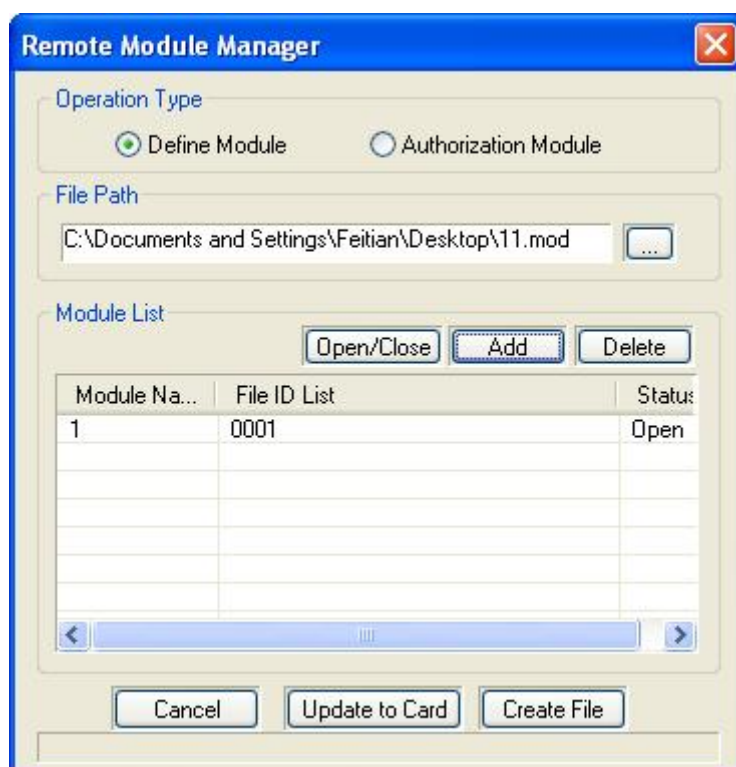 Remote Module Manager
Operation Type
Define Module Authorization Module
File Path
C:\Documents and Settings\Feitian\Desktop\11.mod ...
Module List
Open/Close Add Delete
Module Na... File ID List Status
1 0001 Open
Cancel Update to Card Create File